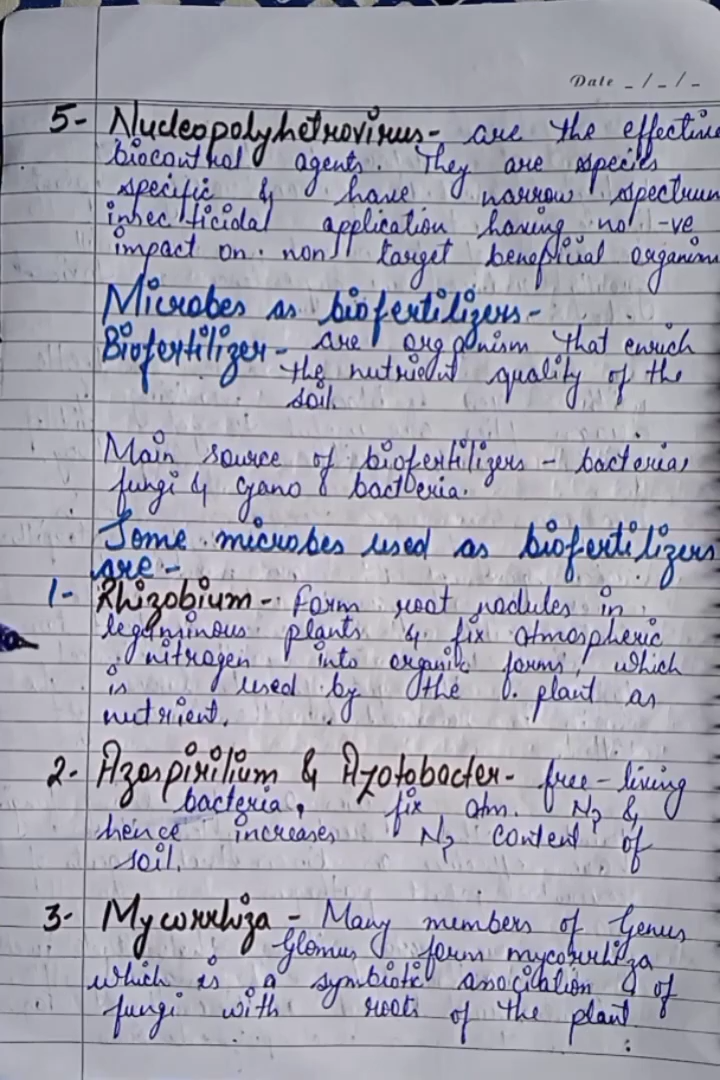 Date _ / _ / _
5- Nucleopolyhetrovirus - are the effective
biocontrol agents. They are species
specific & have narrow spectrum
insecticidal application having no -ve
impact on non target beneficial organism
Microbes as biofertilizers -
Biofertilizer - are organism that enrich
the nutrient quality of the
soil
Main source of biofertilizers - bacteria,
fungi & cyano bacteria.
Some microbes used as biofertilizers
are -
1- Rhizobium - form root nodules in
leguminous plants & fix atmospheric
nitrogen into organic forms, which
is used by the plant as
nutrient.
2- Azospirilium & Azotobacter - free-living
bacteria, fix atm. N2 &
hence increases N2 content of
soil.
3- Mycorrhiza - Many members of Genus
Glomus form mycorrhiza
which is a symbiotic association of
fungi with roots of the plant